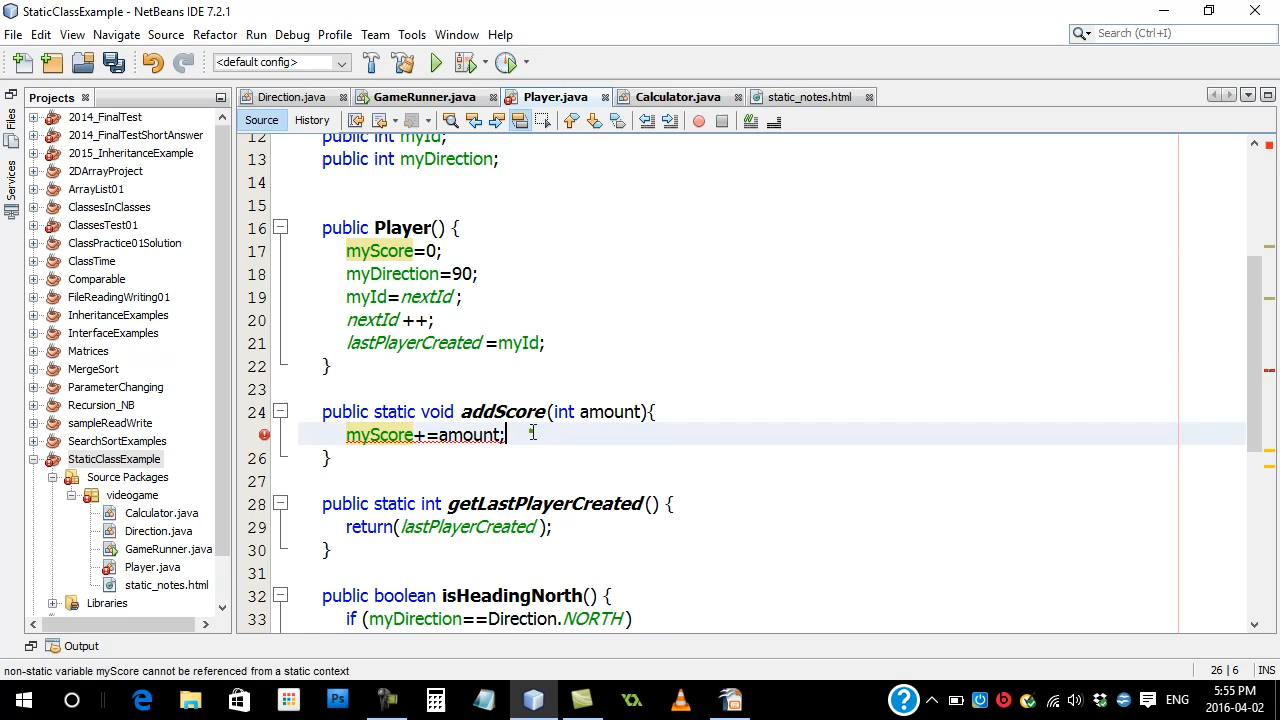 StaticClassExample - NetBeans IDE 7.2.1
File Edit View Navigate Source Refactor Run Debug Profile Team Tools Window Help
Search (Ctrl+I)
<default config>
Projects
Files
Services
2014_FinalTest
2014_FinalTestShortAnswer
2015_InheritanceExample
2DArrayProject
ArrayList01
ClassesInClasses
ClassesTest01
ClassPractice01Solution
ClassTime
Comparable
FileReadingWriting01
InheritanceExamples
InterfaceExamples
Matrices
MergeSort
ParameterChanging
Recursion_NB
sampleReadWrite
SearchSortExamples
StaticClassExample
Source Packages
videogame
Calculator.java
Direction.java
GameRunner.java
Player.java
static_notes.html
Libraries
Direction.java GameRunner.java Player.java Calculator.java static_notes.html
Source History
12 public int myId;
13 public int myDirection;
14
15
16 public Player() {
17 myScore=0;
18 myDirection=90;
19 myId=nextId;
20 nextId++;
21 lastPlayerCreated=myId;
22 }
23
24 public static void addScore(int amount){
myScore+=amount;
26 }
27
28 public static int getLastPlayerCreated() {
29 return(lastPlayerCreated);
30 }
31
32 public boolean isHeadingNorth() {
33 if (myDirection==Direction.NORTH)
Output
non-static variable myScore cannot be referenced from a static context
26 | 6 INS
Ps
ENG
5:55 PM
2016-04-02